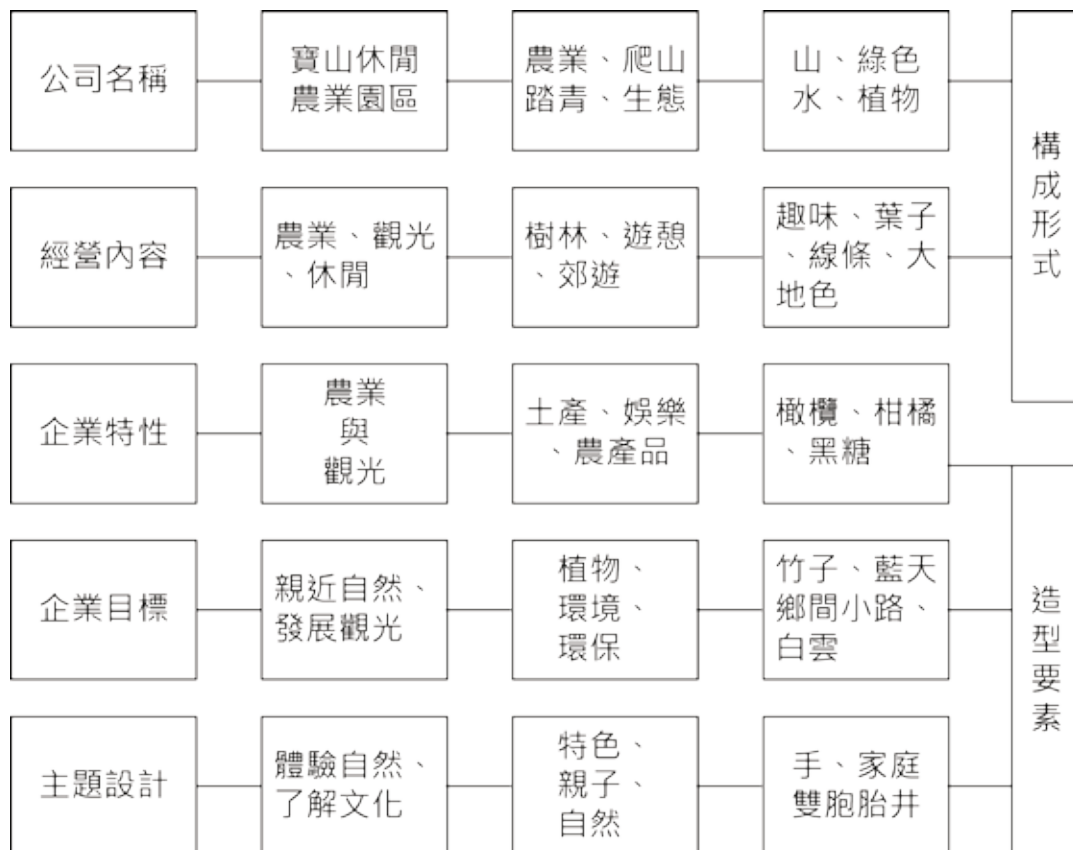 公司名稱
寶山休閒
農業園區
農業、爬山
踏青、生態
山、綠色
水、植物
構成形式
經營內容
農業、觀光
、休閒
樹林、遊憩
、郊遊
趣味、葉子
、線條、大
地色
企業特性
農業
與
觀光
土產、娛樂
、農產品
橄欖、柑橘
、黑糖
企業目標
親近自然、
發展觀光
植物、
環境、
環保
竹子、藍天
鄉間小路、
白雲
造型要素
主題設計
體驗自然、
了解文化
特色、
親子、
自然
手、家庭
雙胞胎井